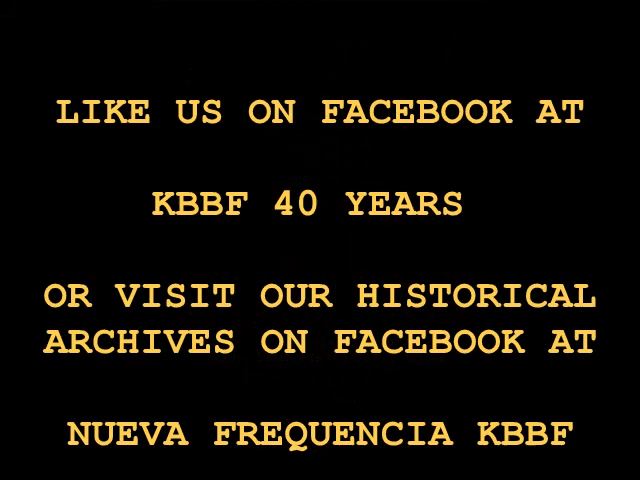 LIKE US ON FACEBOOK AT
KBBF 40 YEARS
OR VISIT OUR HISTORICAL
ARCHIVES ON FACEBOOK AT
NUEVA FREQUENCIA KBBF